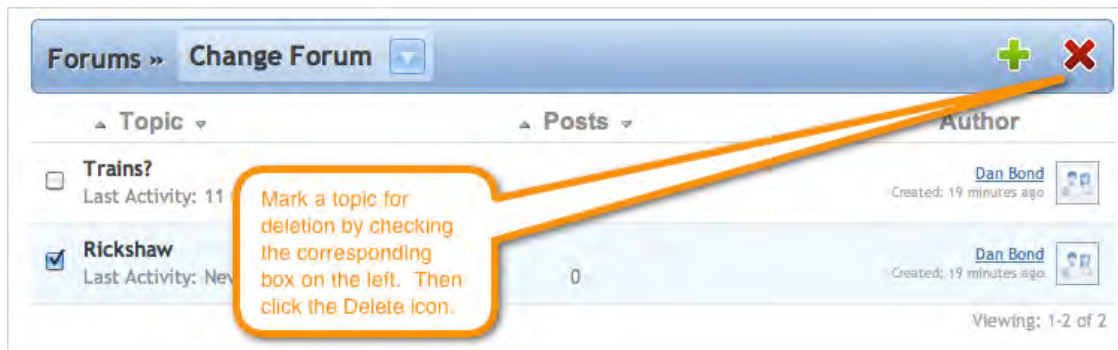 Forums » Change Forum
Topic Posts Author
Trains?
Last Activity: 11
Dan Bond
Created: 19 minutes ago
Mark a topic for
deletion by checking
the corresponding
box on the left. Then
click the Delete icon.
Rickshaw
Last Activity: Nev
0
Dan Bond
Created: 19 minutes ago
Viewing: 1-2 of 2